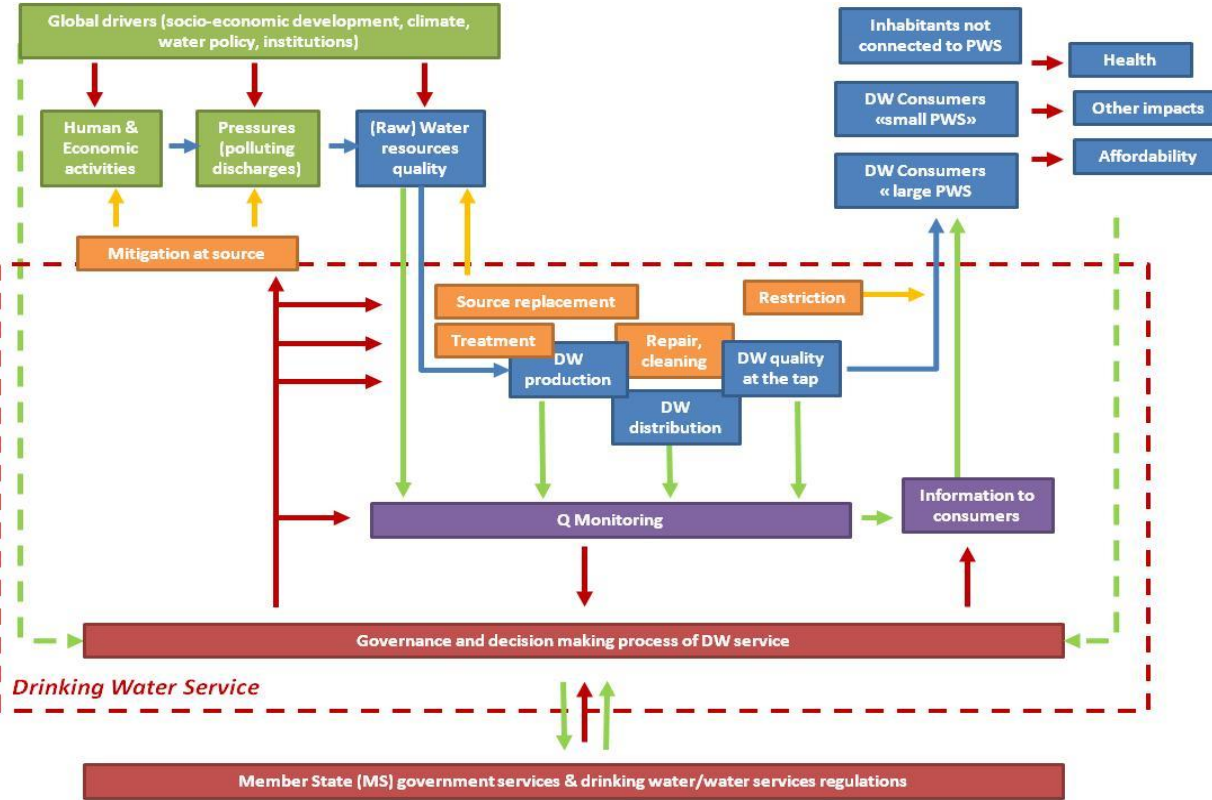 Global drivers (socio-economic development, climate,
water policy, institutions)
Inhabitants not
connected to PWS
Health
DW Consumers
«small PWS»
Other impacts
Human &
Economic
activities
Pressures
(polluting
discharges)
(Raw) Water
resources
quality
DW Consumers
« large PWS
Affordability
Mitigation at source
Source replacement
Restriction
Treatment
Repair,
cleaning
DW
production
DW quality
at the tap
DW
distribution
Q Monitoring
Information to
consumers
Governance and decision making process of DW service
Drinking Water Service
Member State (MS) government services & drinking water/water services regulations